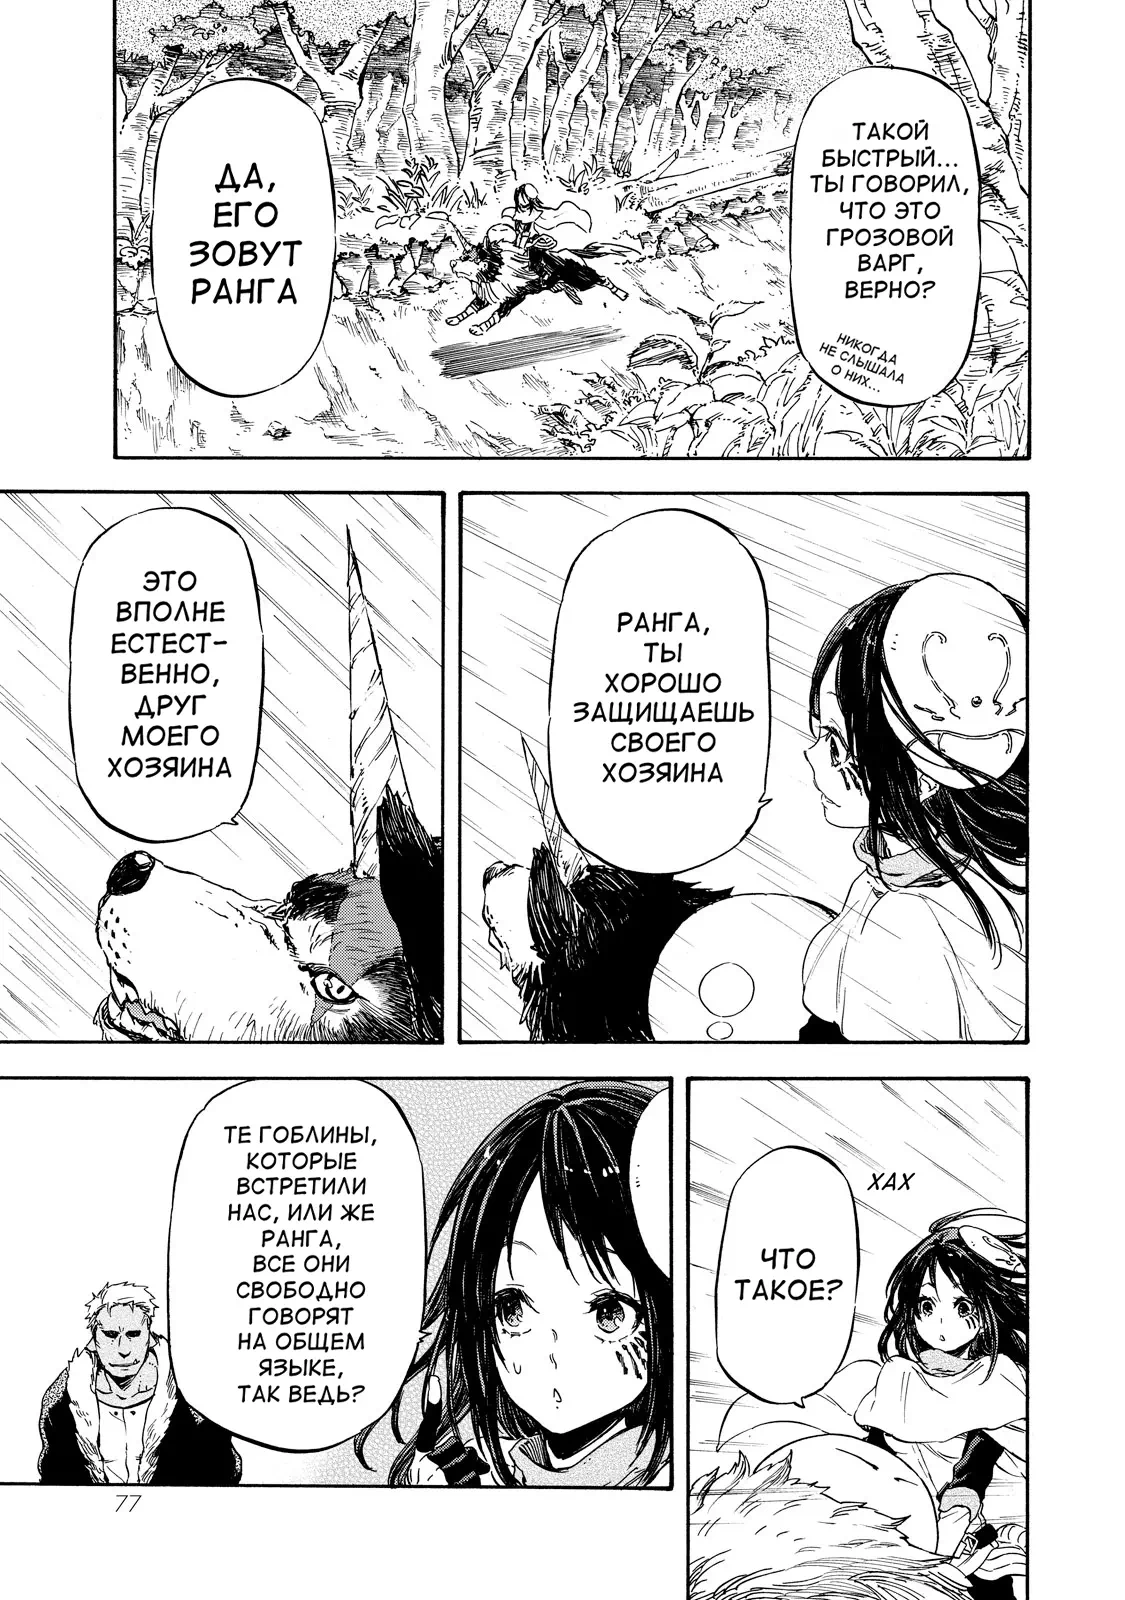 ТАКОЙ
БЫСТРЫЙ...
ТЫ ГОВОРИЛ,
ЧТО ЭТО
ГРОЗОВОЙ
ВАРГ,
ВЕРНО?
НИКОГДА
НЕ СЛЫШАЛА
О НИХ...
ДА,
ЕГО
ЗОВУТ
РАНГА
РАНГА,
ТЫ
ХОРОШО
ЗАЩИЩАЕШЬ
СВОЕГО
ХОЗЯИНА
ЭТО
ВПОЛНЕ
ЕСТЕСТ-
ВЕННО,
ДРУГ
МОЕГО
ХОЗЯИНА
ХАХ
ЧТО
ТАКОЕ?
ТЕ ГОБЛИНЫ,
КОТОРЫЕ
ВСТРЕТИЛИ
НАС, ИЛИ ЖЕ
РАНГА,
ВСЕ ОНИ
СВОБОДНО
ГОВОРЯТ
НА ОБЩЕМ
ЯЗЫКЕ,
ТАК ВЕДЬ?
77